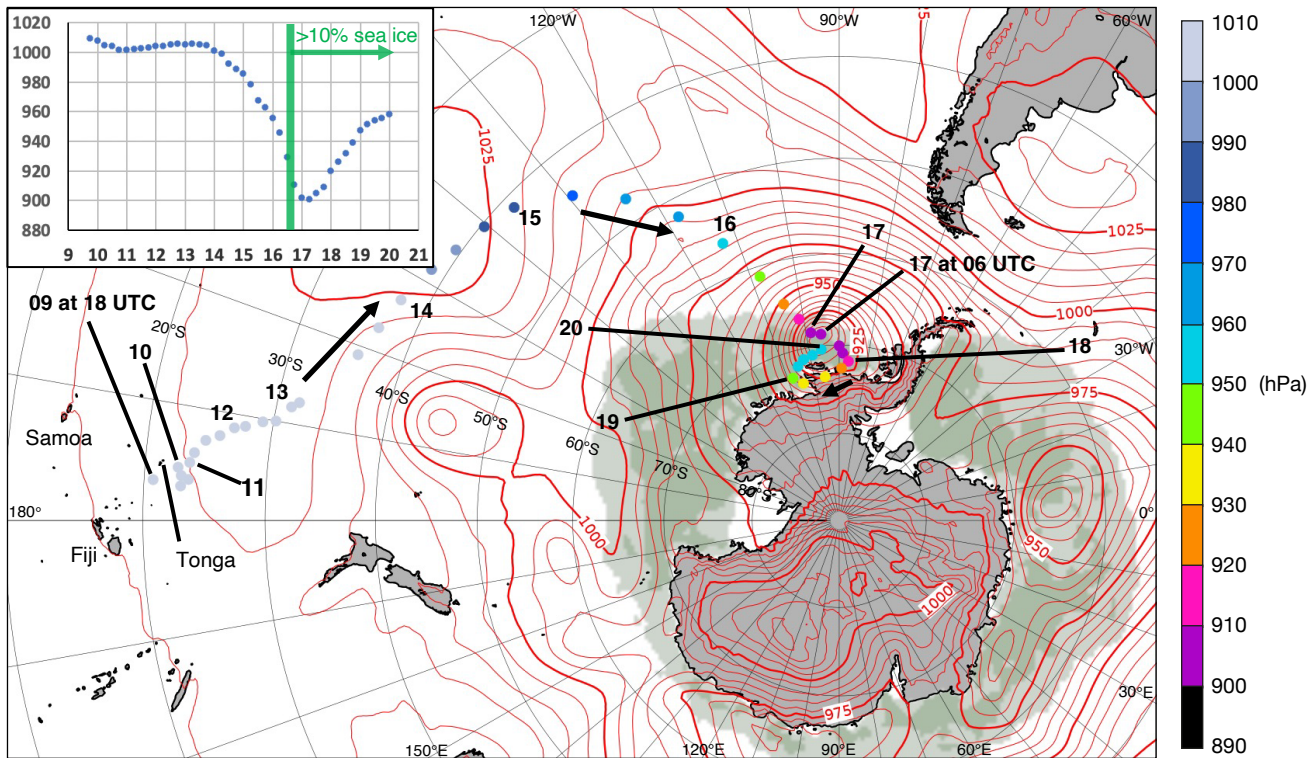 1020
1000
980
960
940
920
900
880
9 10 11 12 13 14 15 16 17 18 19 20 21
>10% sea ice
120°W
90°W
60°W
1025
15
16
17
17 at 06 UTC
950
1025
1000
09 at 18 UTC
14
20
925
18
30°W
20°S
10
30°S
13
40°S
975
Samoa
12
50°S
19
60°S
70°S
11
80°S
180°
0°
Fiji
Tonga
1000
950
1000
30°E
975
150°E
120°E
90°E
60°E
1010
1000
990
980
970
960
950 (hPa)
940
930
920
910
900
890